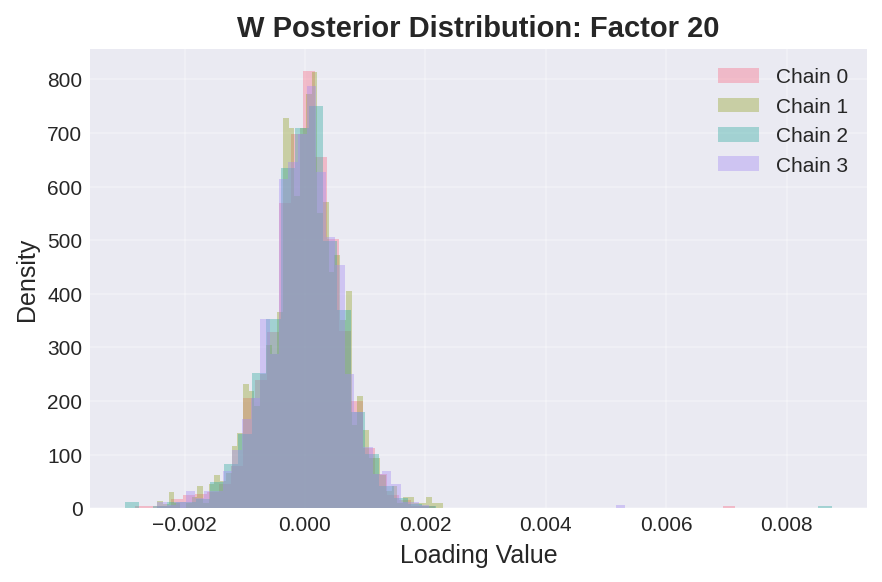 W Posterior Distribution: Factor 20
Chain 0
Chain 1
Chain 2
Chain 3
Density
800
700
600
500
400
300
200
100
0
−0.002 0.000 0.002 0.004 0.006 0.008
Loading Value